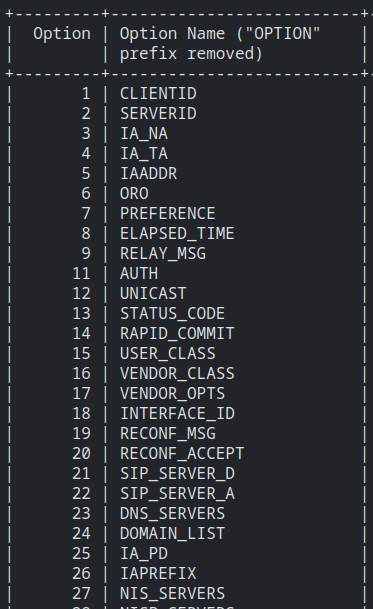 +---------+--------------------------+-
| Option | Option Name ("OPTION" |
| | prefix removed) |
+---------+--------------------------+-
| 1 | CLIENTID |
| 2 | SERVERID |
| 3 | IA_NA |
| 4 | IA_TA |
| 5 | IAADDR |
| 6 | ORO |
| 7 | PREFERENCE |
| 8 | ELAPSED_TIME |
| 9 | RELAY_MSG |
| 11 | AUTH |
| 12 | UNICAST |
| 13 | STATUS_CODE |
| 14 | RAPID_COMMIT |
| 15 | USER_CLASS |
| 16 | VENDOR_CLASS |
| 17 | VENDOR_OPTS |
| 18 | INTERFACE_ID |
| 19 | RECONF_MSG |
| 20 | RECONF_ACCEPT |
| 21 | SIP_SERVER_D |
| 22 | SIP_SERVER_A |
| 23 | DNS_SERVERS |
| 24 | DOMAIN_LIST |
| 25 | IA_PD |
| 26 | IAPREFIX |
| 27 | NIS_SERVERS |